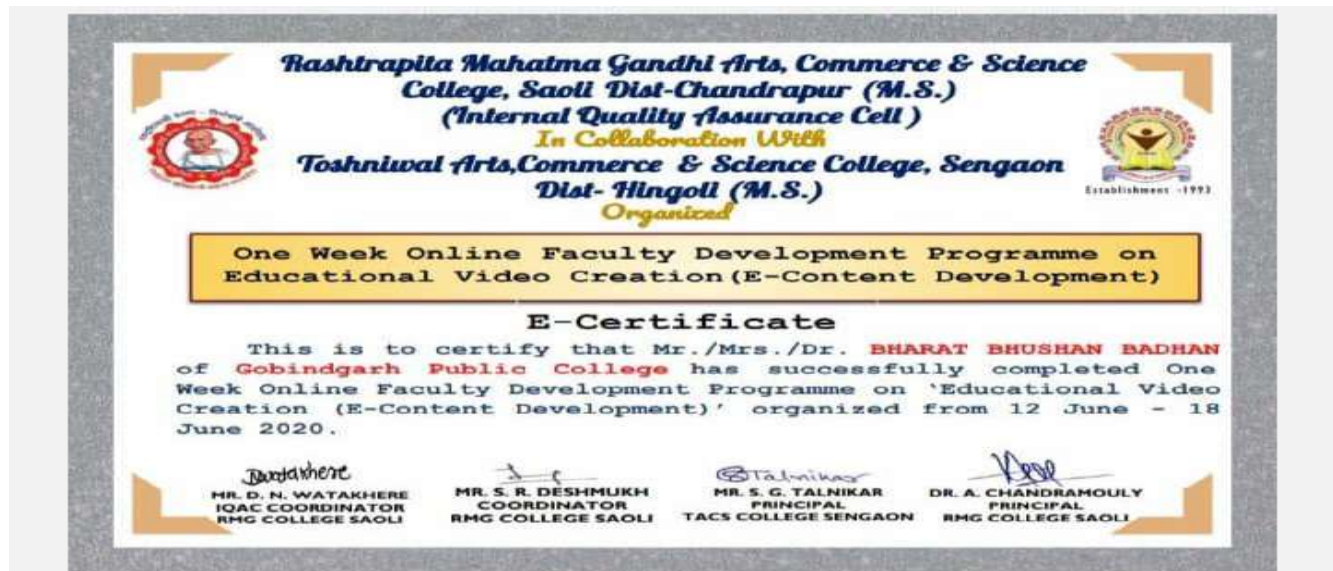 Rashtrapita Mahatma Gandhi Arts, Commerce & Science
College, Saoli Dist-Chandrapur (M.S.)
(Internal Quality Assurance Cell )
In Collaboration With
Toshniwal Arts,Commerce & Science College, Sengaon
Dist- Hingoli (M.S.)
Establishment -1993
Organized
One Week Online Faculty Development Programme on
Educational Video Creation(E-Content Development)
E-Certificate
This is to certify that Mr./Mrs./Dr. BHARAT BHUSHAN BADHAN
of Gobindgarh Public College has successfully completed One
Week Online Faculty Development Programme on ‘Educational Video
Creation (E-Content Development)’ organized from 12 June - 18
June 2020.
MR. D. N. WATAKHERE
IQAC COORDINATOR
RMG COLLEGE SAOLI
MR. S. R. DESHMUKH
COORDINATOR
RMG COLLEGE SAOLI
STalnikar
MR. S. G. TALNIKAR
PRINCIPAL
TACS COLLEGE SENGAON
DR. A. CHANDRAMOULY
PRINCIPAL
RMG COLLEGE SAOLI